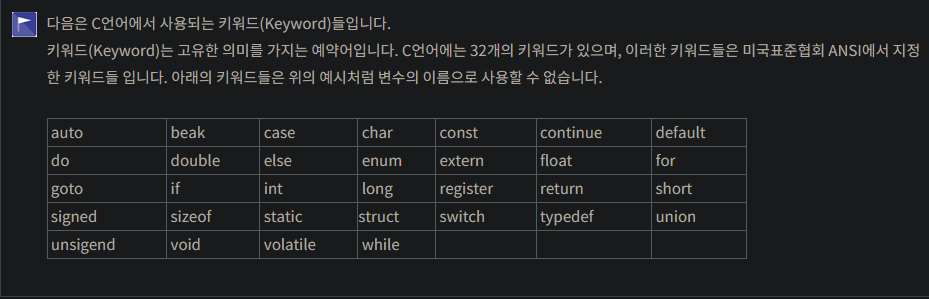 다음은 C언어에서 사용되는 키워드(Keyword)들입니다.
키워드(Keyword)는 고유한 의미를 가지는 예약어입니다. C언어에는 32개의 키워드가 있으며, 이러한 키워드들은 미국표준협회 ANSI에서 지정
한 키워드들 입니다. 아래의 키워드들은 위의 예시처럼 변수의 이름으로 사용할 수 없습니다.
auto beak case char const continue default
do double else enum extern float for
goto if int long register return short
signed sizeof static struct switch typedef union
unsigend void volatile while